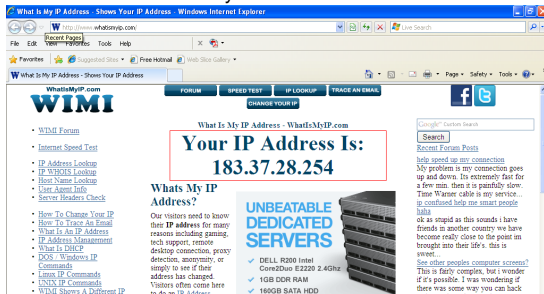 What Is My IP Address - Shows Your IP Address - Windows Internet Explorer
http://www.whatismyip.com/
Live Search
Recent Pages
File Edit View Favorites Tools Help
Favorites Suggested Sites Free Hotmail Web Slice Gallery
What Is My IP Address - Shows Your IP Address
Page Safety Tools
WhatIsMyIP.com
WIMI
FORUM SPEED TEST IP LOOKUP TRACE AN EMAIL
CHANGE YOUR IP
What Is My IP Address - WhatIsMyIP.com
Your IP Address Is:
183.37.28.254
WIMI Forum
Internet Speed Test
IP Address Lookup
IP WHOIS Lookup
Host Name Lookup
User Agent Info
Server Headers Check
How To Change Your IP
How To Trace An Email
What Is An IP Address
IP Address Management
What Is DHCP
DOS / Windows IP
Commands
Linux IP Commands
UNIX IP Commands
WIMI Shows A Different IP
Whats My IP
Address?
Our visitors need to know
their IP address for many
reasons including gaming,
tech support, remote
desktop connection, proxy
detection, anonymity, or
simply to see if their
address has changed.
Visitors often come here
to do an IP Address
UNBEATABLE
DEDICATED
SERVERS
DELL R200 Intel
Core2Duo E2220 2.4Ghz
1GB DDR RAM
160GB SATA HDD
Google Custom Search
Search
Recent Forum Posts
help speed up my connection
My problem is my connection goes
up and down. Its extremely fast for
a few min. then it is painfully slow.
Time Warner cable is my service...
ip confused help me smart people
haha
ok as stupid as this sounds i have
friends in another country we have
become really close to the point im
brought into their life's. this is
sweet...
See other peoples computer screens?
This is fairly complex, but i wonder
if it's possible. I was wondering if
there was some way you can back